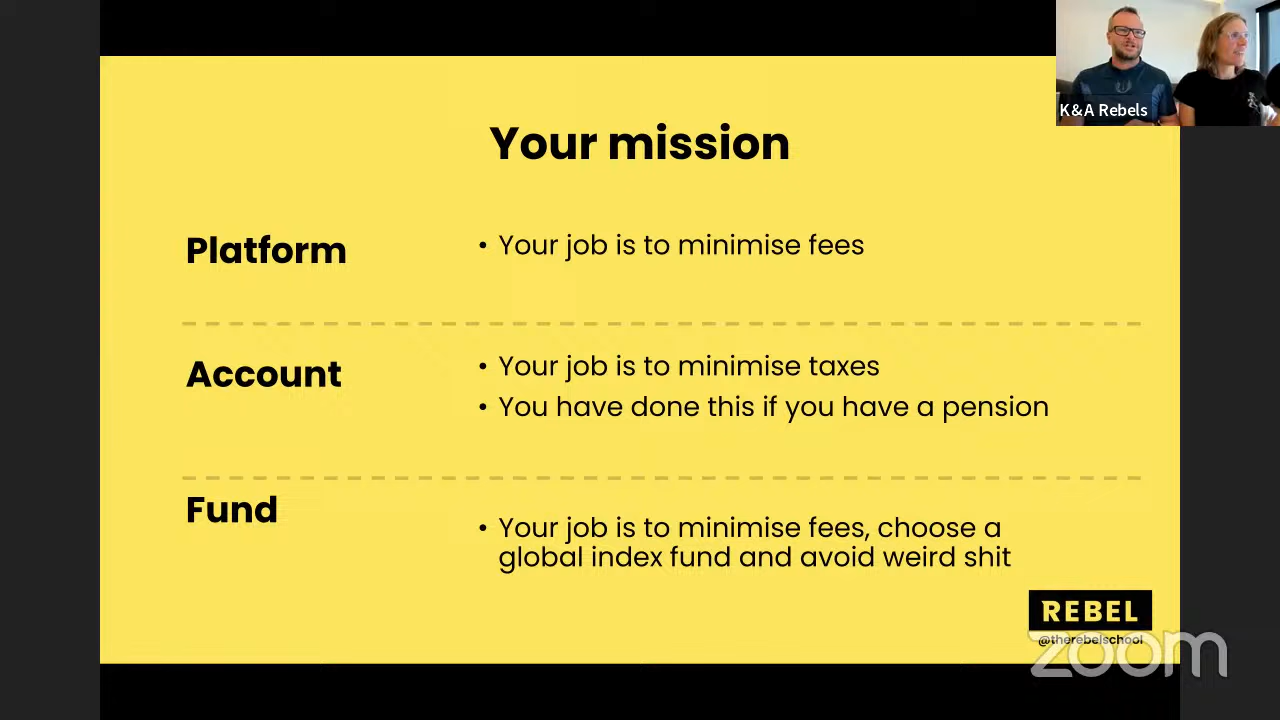 K&A Rebels
Your mission
Platform
• Your job is to minimise fees
Account
• Your job is to minimise taxes
• You have done this if you have a pension
Fund
• Your job is to minimise fees, choose a
global index fund and avoid weird shit
REBEL
@therebelschool
zoom